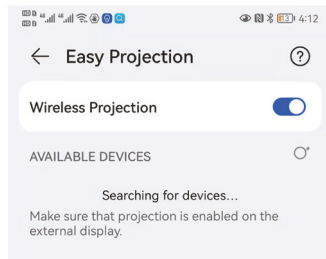 4:12
Easy Projection
Wireless Projection
AVAILABLE DEVICES
Searching for devices...
Make sure that projection is enabled on the
external display.